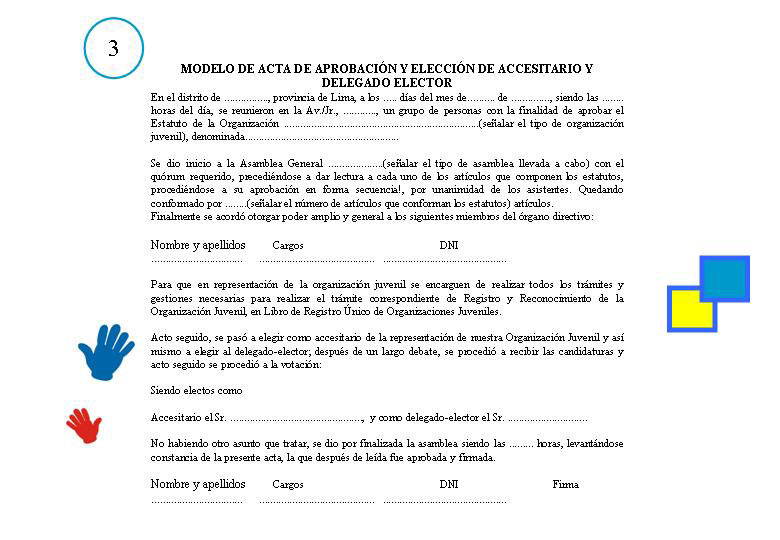 3
MODELO DE ACTA DE APROBACIÓN Y ELECCIÓN DE ACCESITARIO Y
DELEGADO ELECTOR
En el distrito de ................, provincia de Lima, a los ..... días del mes de.......... de .............., siendo las ........
horas del día, se reunieron en la Av./Jr., ............, un grupo de personas con la finalidad de aprobar el
Estatuto de la Organización .......................................................................(señalar el tipo de organización
juvenil), denominada........................................................
Se dio inicio a la Asamblea General ....................(señalar el tipo de asamblea llevada a cabo) con el
quórum requerido, precediéndose a dar lectura a cada uno de los artículos que componen los estatutos,
procediéndose a su aprobación en forma secuencia!, por unanimidad de los asistentes. Quedando
conformado por ........(señalar el número de artículos que conforman los estatutos) artículos.
Finalmente se acordó otorgar poder amplio y general a los siguientes miembros del órgano directivo:
Nombre y apellidos Cargos DNI
................................. .......................................... .............................................
Para que en representación de la organización juvenil se encarguen de realizar todos los trámites y
gestiones necesarias para realizar el trámite correspondiente de Registro y Reconocimiento de la
Organización Juvenil, en Libro de Registro Único de Organizaciones Juveniles.
Acto seguido, se pasó a elegir como accesitario de la representación de nuestra Organización Juvenil y así
mismo a elegir al delegado-elector; después de un largo debate, se procedió a recibir las candidaturas y
acto seguido se procedió a la votación:
Siendo electos como
Accesitario el Sr. ................................................, y como delegado-elector el Sr. .............................
No habiendo otro asunto que tratar, se dio por finalizada la asamblea siendo las ......... horas, levantándose
constancia de la presente acta, la que después de leída fue aprobada y firmada.
Nombre y apellidos Cargos DNI Firma
................................. .......................................... .............................................